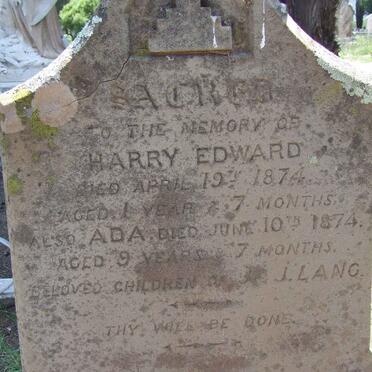 SACRED
TO THE MEMORY OF
HARRY EDWARD
DIED APRIL 19TH 1874.
AGED 1 YEAR & 7 MONTHS.
ALSO ADA DIED JUNE 10TH 1874.
AGED 9 YEARS & 7 MONTHS.
BELOVED CHILDREN J. LANG.
THY WILL BE DONE.